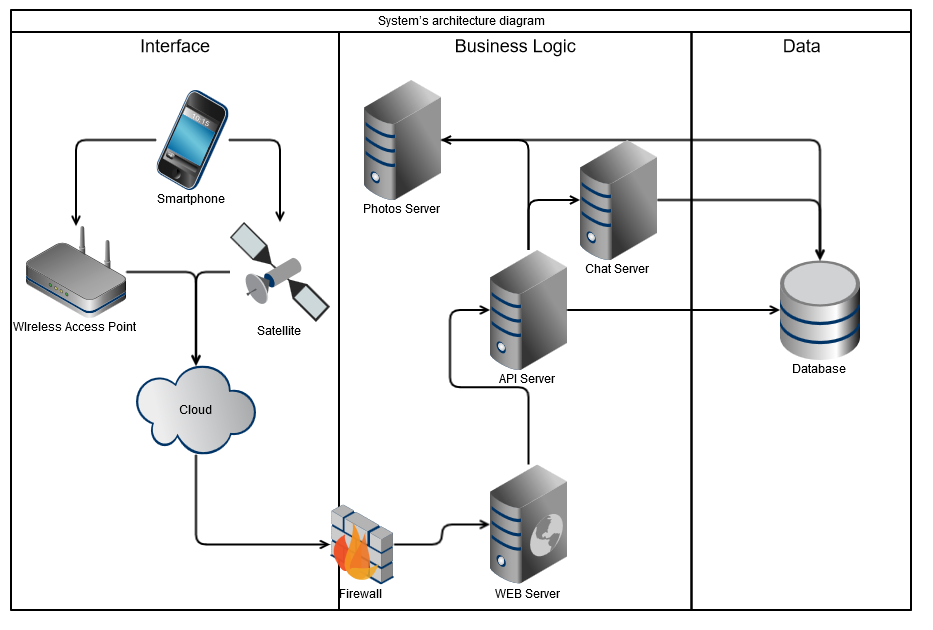 System's architecture diagram
Interface
Business Logic
Data
10:15
Smartphone
Photos Server
Chat Server
Wireless Access Point
Satellite
API Server
Database
Cloud
Firewall
WEB Server